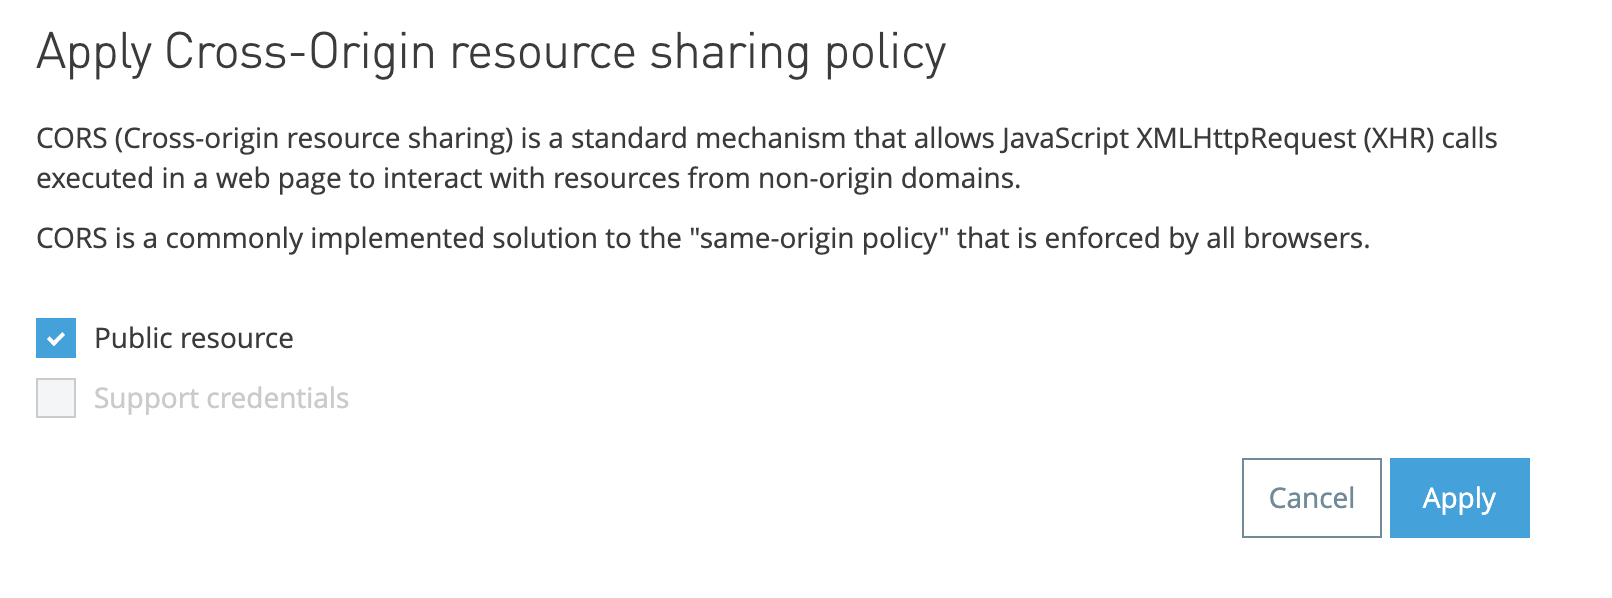 Apply Cross-Origin resource sharing policy
CORS (Cross-origin resource sharing) is a standard mechanism that allows JavaScript XMLHttpRequest (XHR) calls
executed in a web page to interact with resources from non-origin domains.
CORS is a commonly implemented solution to the "same-origin policy" that is enforced by all browsers.
Public resource
Support credentials
Cancel
Apply